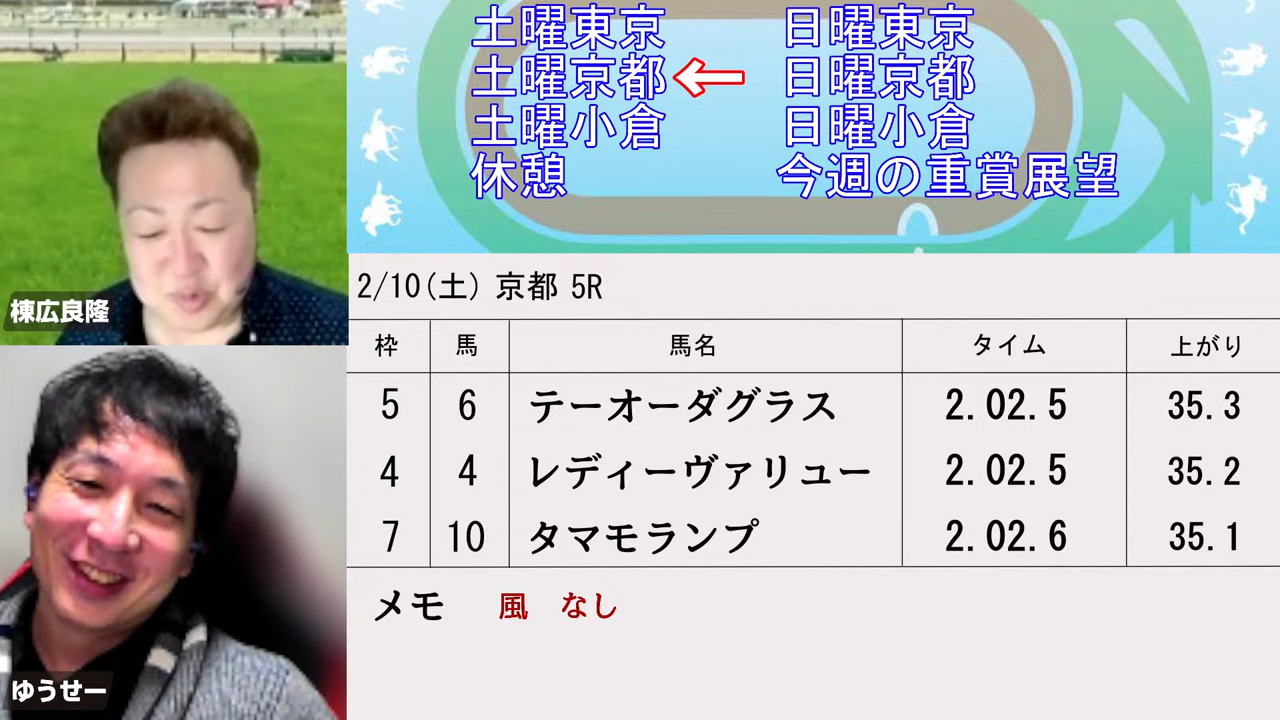 土曜東京 日曜東京
土曜京都 日曜京都
土曜小倉 日曜小倉
休憩 今週の重賞展望
棟広良隆
2/10(土) 京都 5R
枠 馬 馬名 タイム 上がり
5 6 テーオーダグラス 2.02.5 35.3
4 4 レディーヴァリュー 2.02.5 35.2
7 10 タマモランプ 2.02.6 35.1
メモ 風 なし
ゆうせー